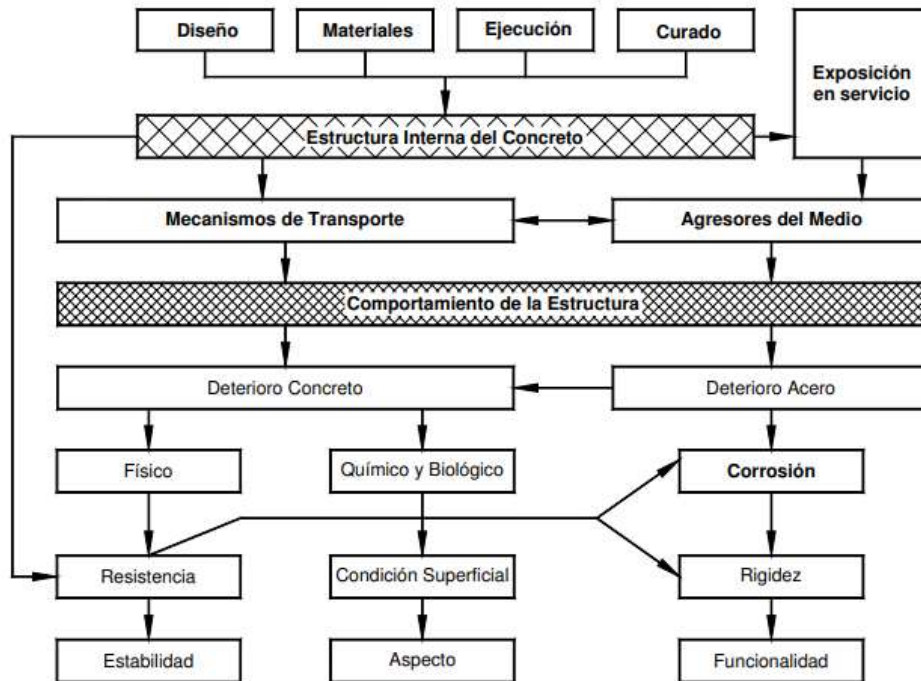 Diseño
Materiales
Ejecución
Curado
Exposición
en servicio
Estructura Interna del Concreto
Mecanismos de Transporte
Agresores del Medio
Comportamiento de la Estructura
Deterioro Concreto
Deterioro Acero
Físico
Químico y Biológico
Corrosión
Resistencia
Condición Superficial
Rigidez
Estabilidad
Aspecto
Funcionalidad